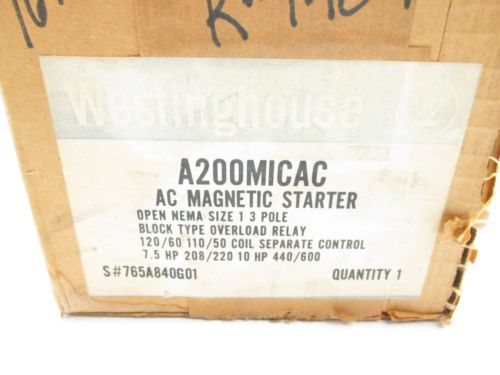 Westinghouse
A200MICAC
AC MAGNETIC STARTER
OPEN NEMA SIZE 1 3 POLE
BLOCK TYPE OVERLOAD RELAY
120/60 110/50 COIL SEPARATE CONTROL
7.5 HP 208/220 10 HP 440/600
S#765A840G01 QUANTITY 1